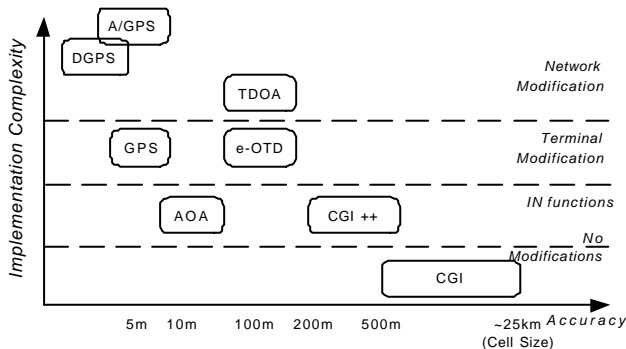 A/GPS
DGPS
Network
Modification
TDOA
Implementation Complexity
GPS
e-OTD
Terminal
Modification
AOA
CGI ++
IN functions
No
Modifications
CGI
5m 10m 100m 200m 500m ~25km Accuracy
(Cell Size)